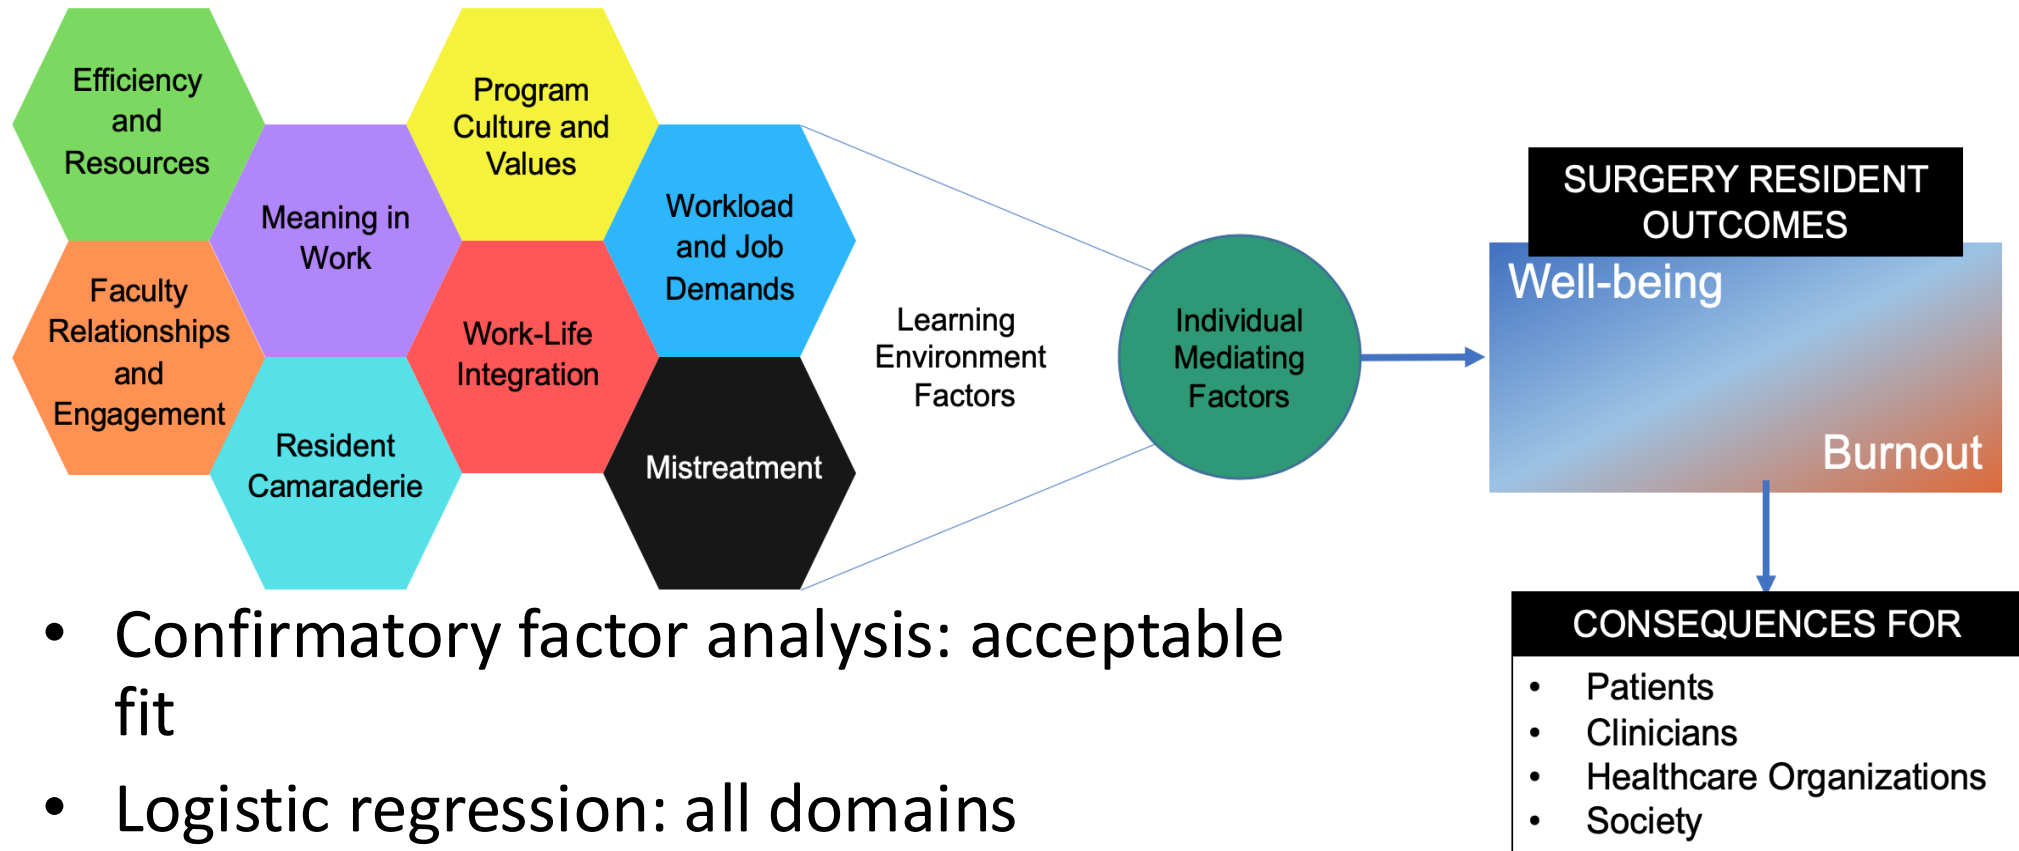 Efficiency
and
Resources
Program
Culture and
Values
Meaning in
Work
Workload
and Job
Demands
Faculty
Relationships
and
Engagement
Work-Life
Integration
Resident
Camaraderie
Mistreatment
Learning
Environment
Factors
Individual
Mediating
Factors
SURGERY RESIDENT
OUTCOMES
Well-being
Burnout
CONSEQUENCES FOR
• Patients
• Clinicians
• Healthcare Organizations
• Society
• Confirmatory factor analysis: acceptable
fit
• Logistic regression: all domains